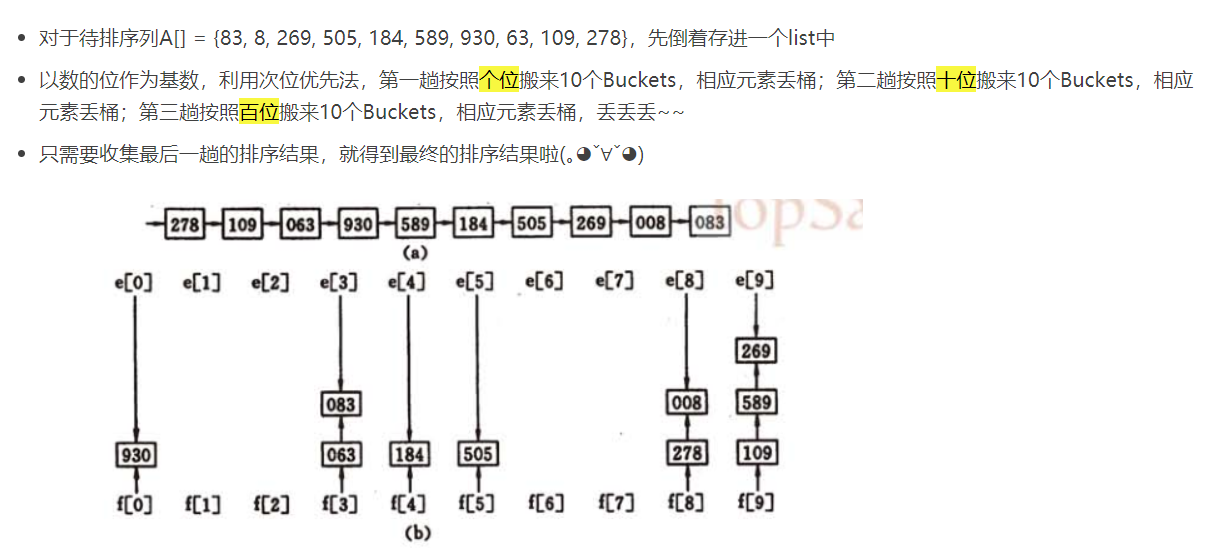 对于待排序列A[] = {83, 8, 269, 505, 184, 589, 930, 63, 109, 278}，先倒着存进一个list中
以数的位作为基数，利用次位优先法，第一趟按照个位搬来10个Buckets，相应元素丢桶；第二趟按照十位搬来10个Buckets，相应
元素丢桶；第三趟按照百位搬来10个Buckets，相应元素丢桶，丢丢丢~~
只需要收集最后一趟的排序结果，就得到最终的排序结果啦(｡◕ˇ∀ˇ◕)
278 109 063 930 589 184 505 269 008 083
(a)
e[0] e[1] e[2] e[3] e[4] e[5] e[6] e[7] e[8] e[9]
269
083 008 589
930 063 184 505 278 109
f[0] f[1] f[2] f[3] f[4] f[5] f[6] f[7] f[8] f[9]
(b)